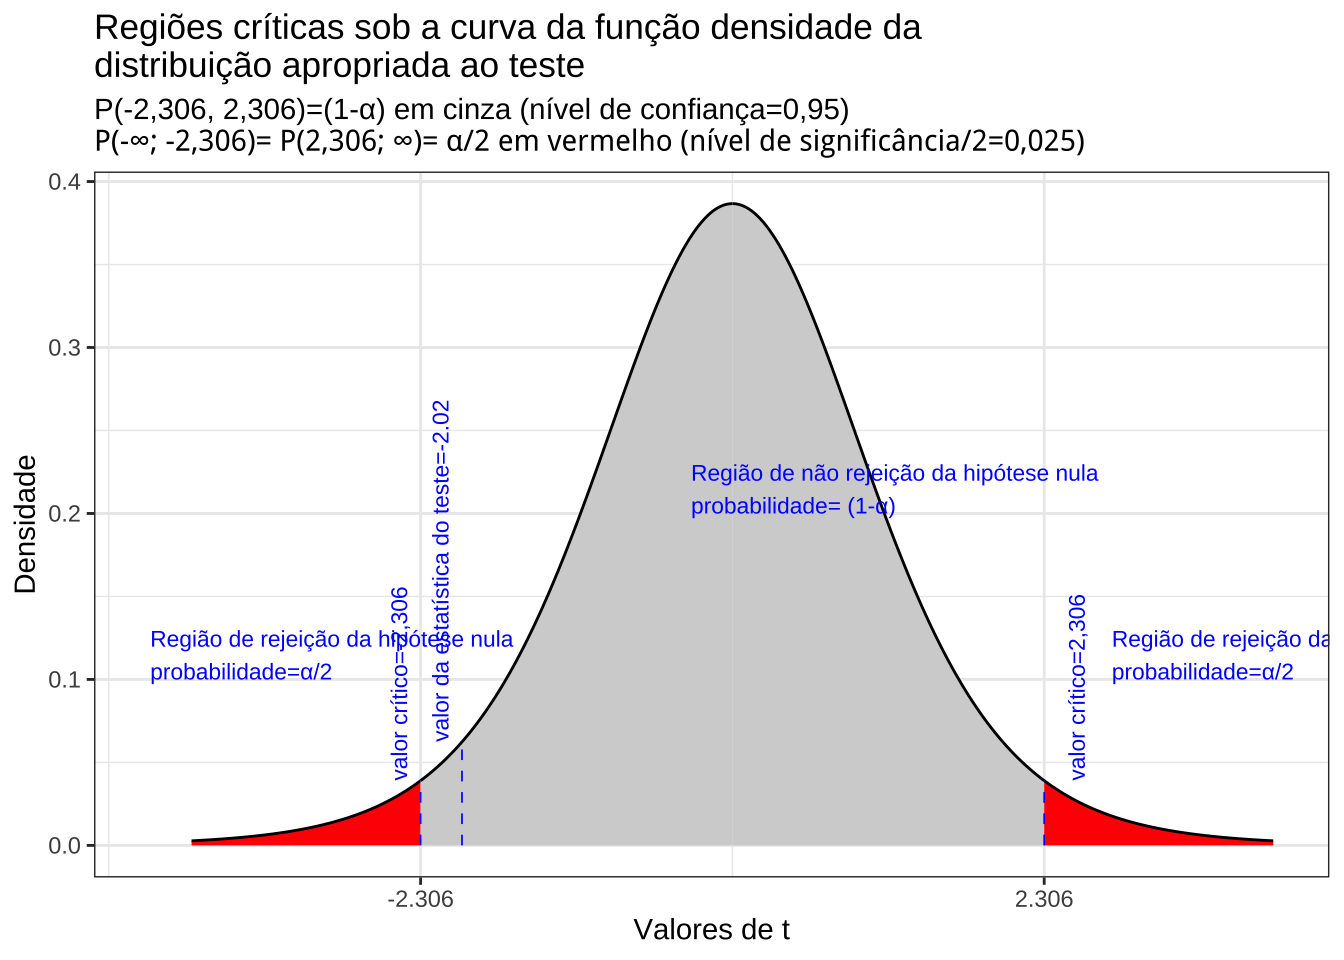 Regiões críticas sob a curva da função densidade da
distribuição apropriada ao teste
P(-2,306, 2,306)=(1-α) em cinza (nível de confiança=0,95)
P(-∞; -2,306)= P(2,306; ∞)= α/2 em vermelho (nível de significância/2=0,025)
0.4
0.3
0.2
0.1
0.0
Densidade
valor da estatística do teste=-2.02
Região de não rejeição da hipótese nula
probabilidade= (1-α)
valor crítico=-2,306
Região de rejeição da hipótese nula
probabilidade=α/2
valor crítico=2,306
Região de rejeição da
probabilidade=α/2
-2.306
2.306
Valores de t